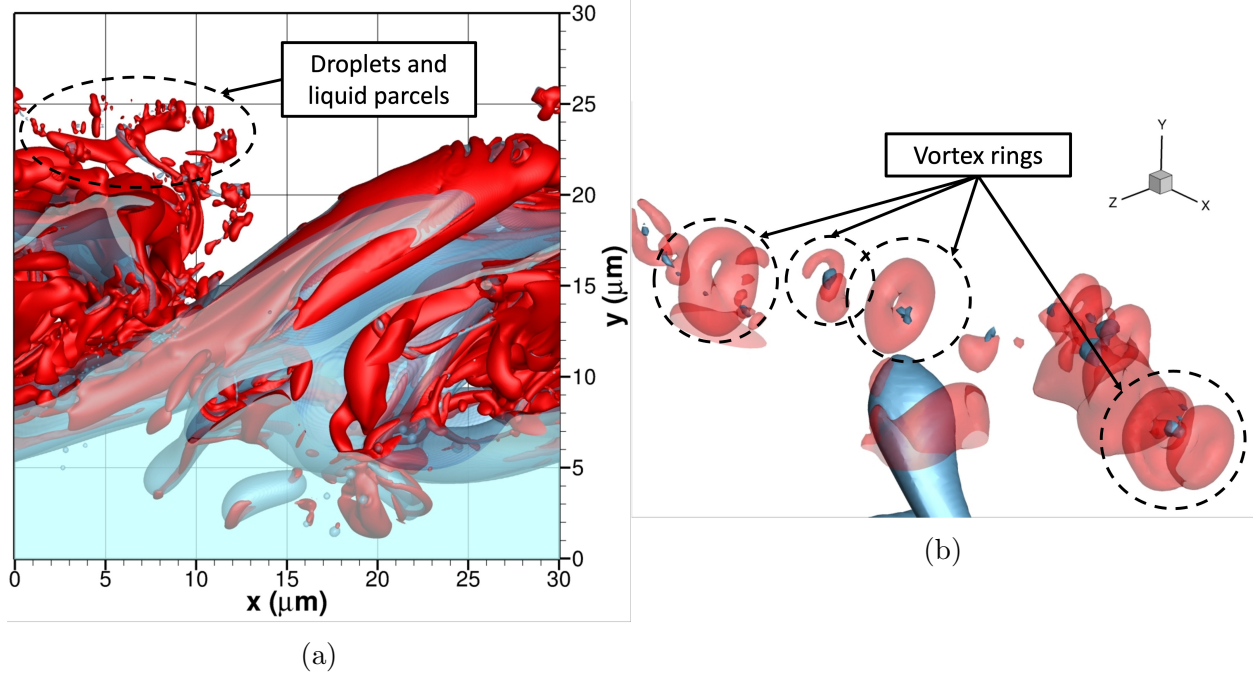 Droplets and
liquid parcels
30
25
20
15
10
5
0
y (μm)
0 5 10 15 20 25 30
x (μm)
(a)
Vortex rings
Y
Z
X
(b)